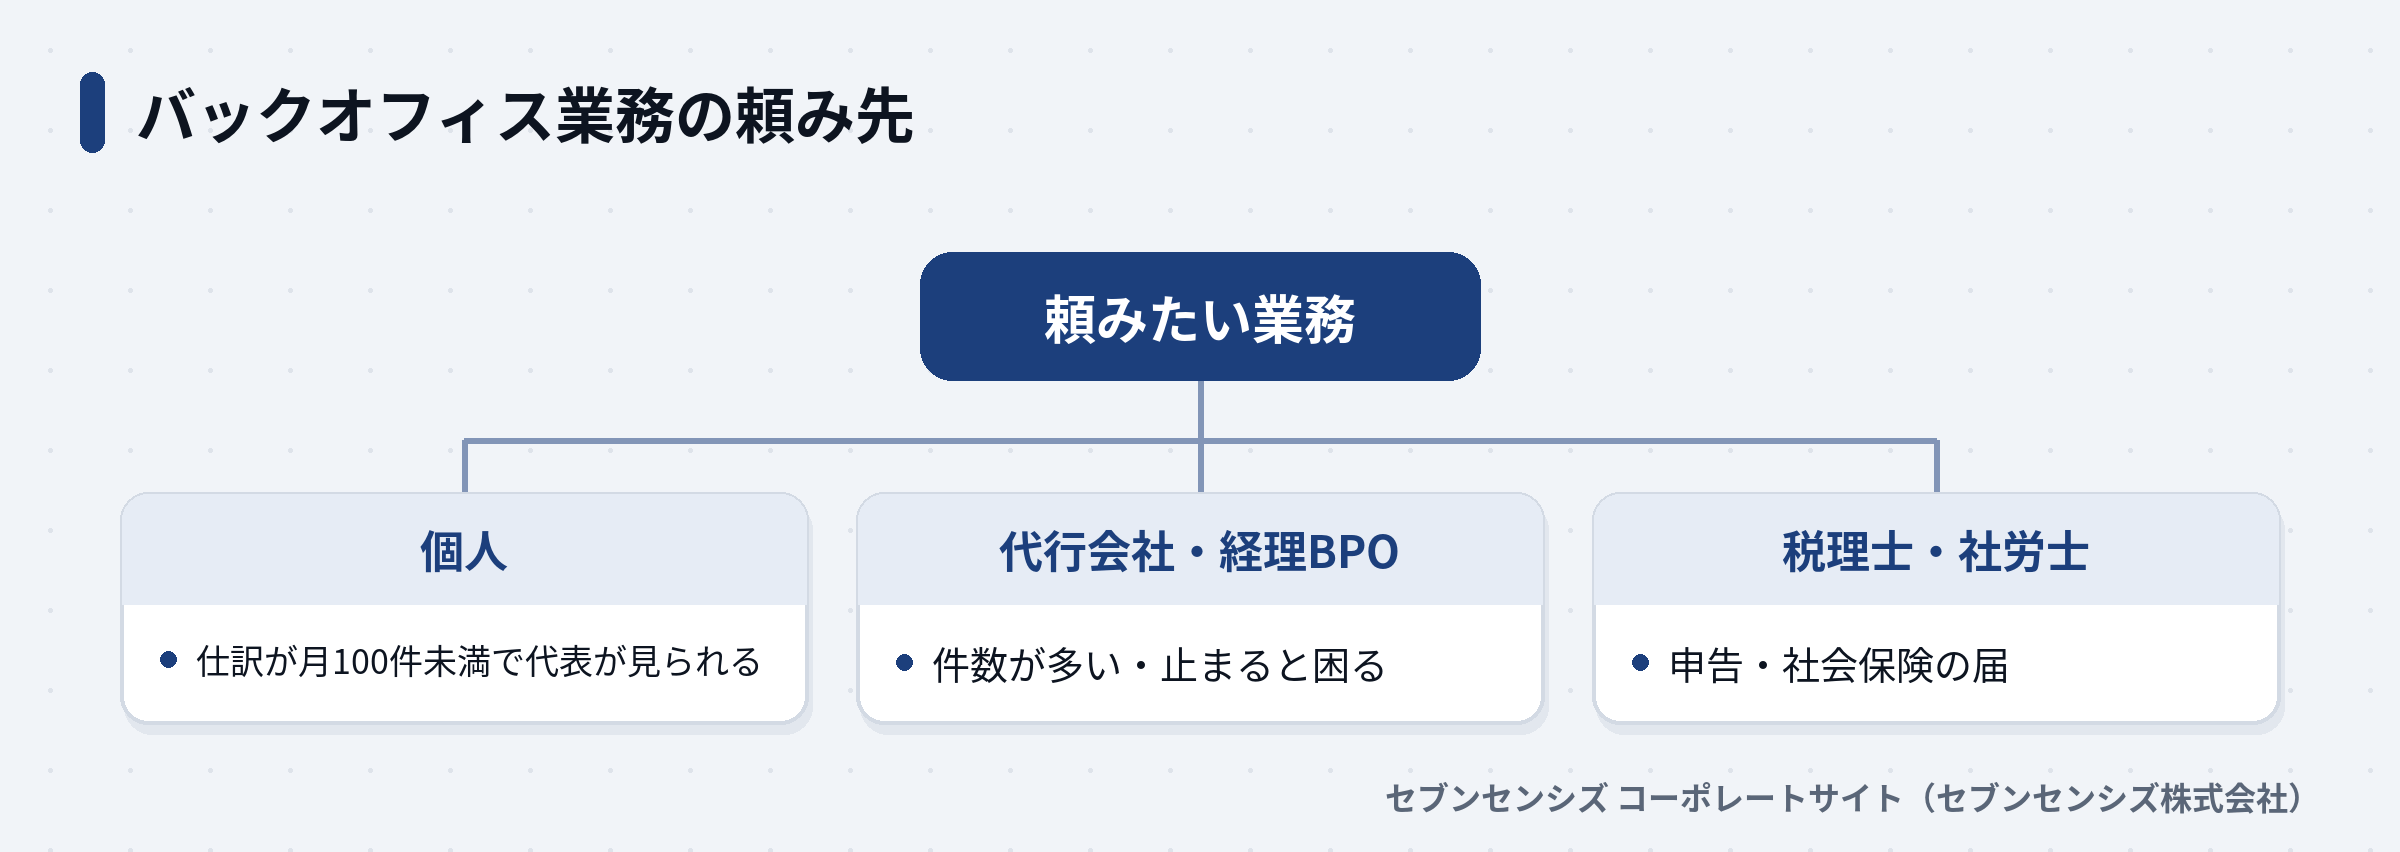 バックオフィス業務の頼み先
頼みたい業務
個人
仕訳が月100件未満で代表が見られる
代行会社・経理BPO
件数が多い・止まると困る
税理士・社労士
申告・社会保険の届
セブンセンシズ コーポレートサイト（セブンセンシズ株式会社）